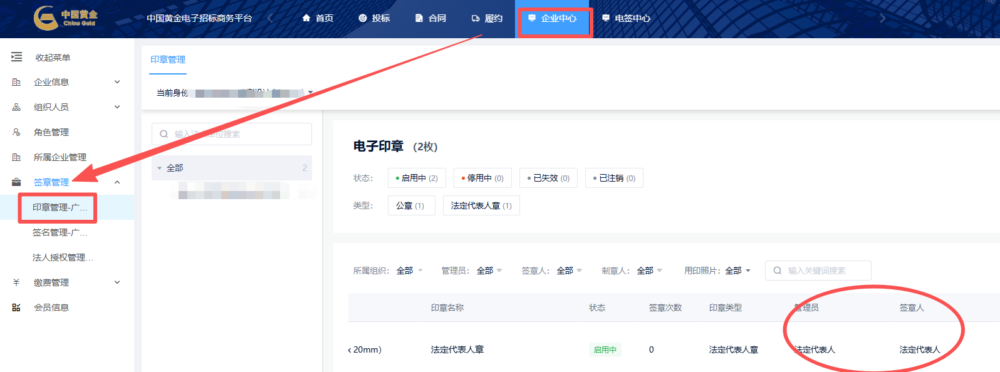 中国黄金
China Gold
中国黄金电子招标商务平台
首页
投标
合同
履约
企业中心
电签中心
收起菜单
企业信息
组织人员
角色管理
所属企业管理
签章管理
印章管理-广...
签名管理-广...
法人授权管理...
缴费管理
会员信息
印章管理
当前身份
输入法 单位搜索
全部 2
电子印章 (2枚)
状态: 启用中 (2) 停用中 (0) 已失效 (0) 已注销 (0)
类型: 公章 (1) 法定代表人章 (1)
所属组织: 全部 管理员: 全部 签章人: 全部 制章人: 全部 用印照片: 全部 输入关键词搜索
印章名称 状态 签章次数 印章类型 管理员 签章人
20mm) 法定代表人章 启用中 0 法定代表人章 法定代表人 法定代表人